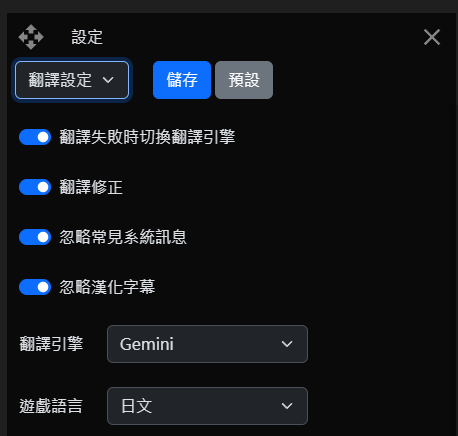 設定
翻譯設定 儲存 預設
翻譯失敗時切換翻譯引擎
翻譯修正
忽略常見系統訊息
忽略漢化字幕
翻譯引擎 Gemini
遊戲語言 日文